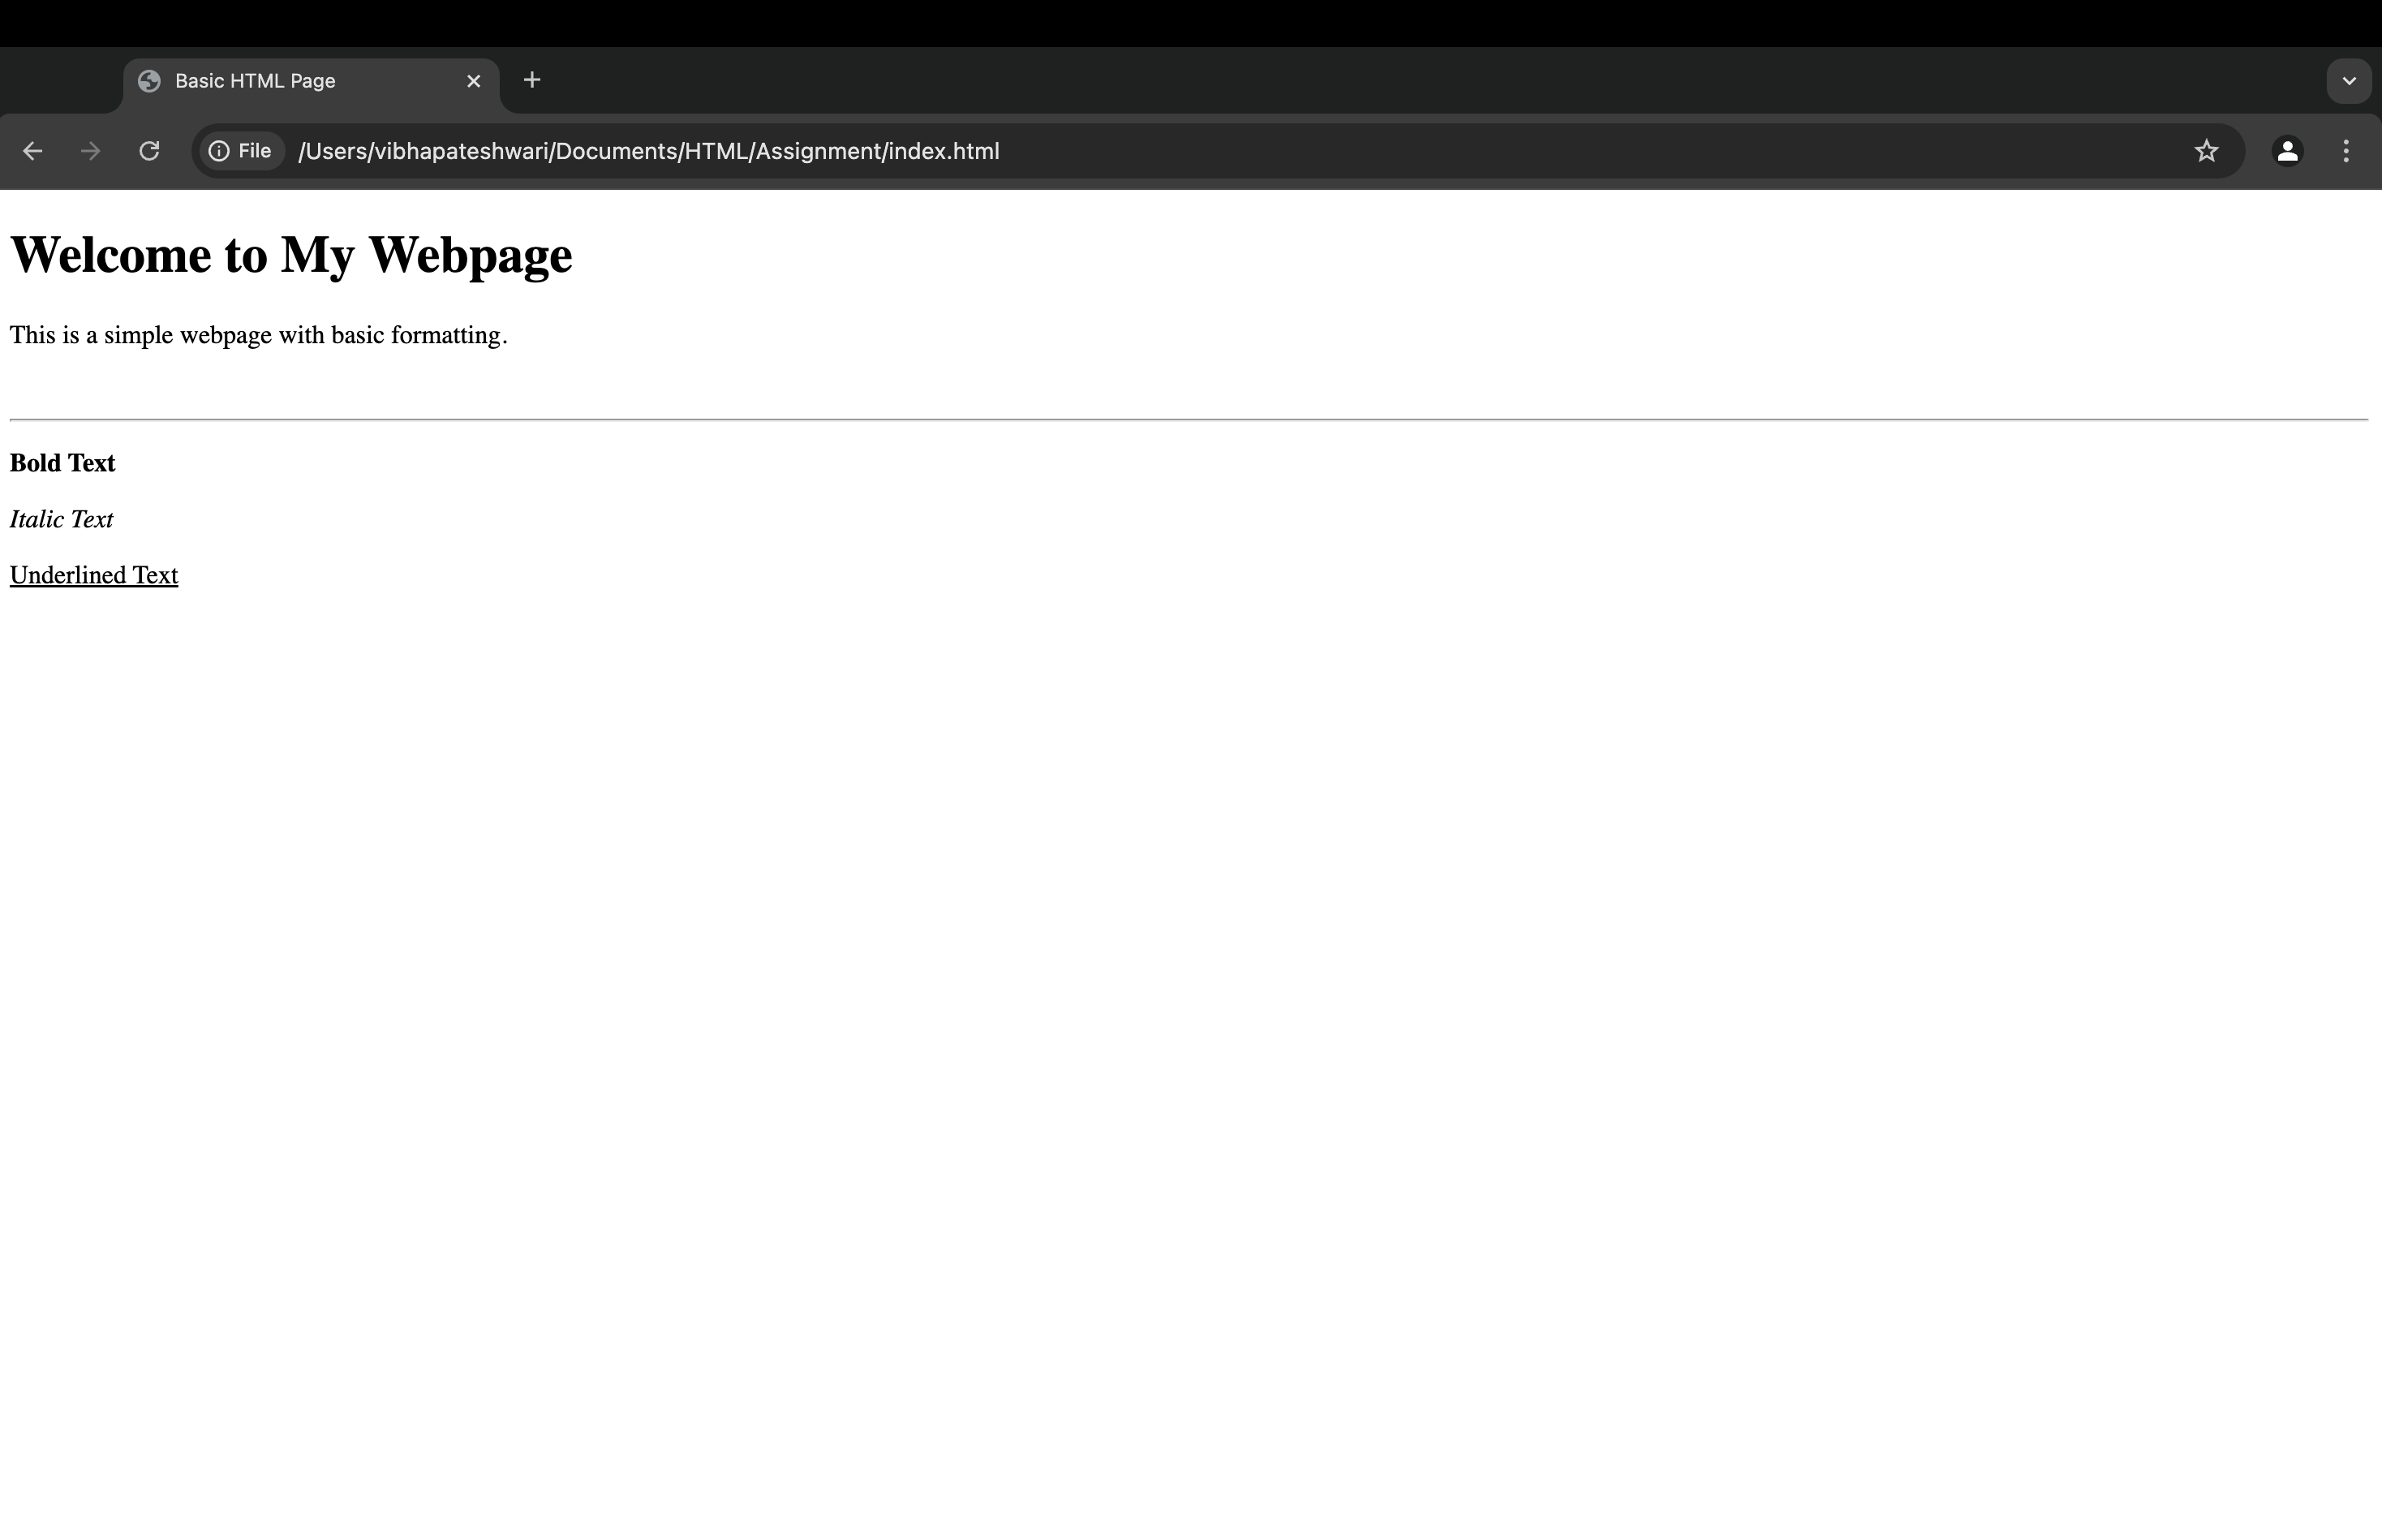 Basic HTML Page
File /Users/vibhapateshwari/Documents/HTML/Assignment/index.html
Welcome to My Webpage
This is a simple webpage with basic formatting.
Bold Text
Italic Text
Underlined Text